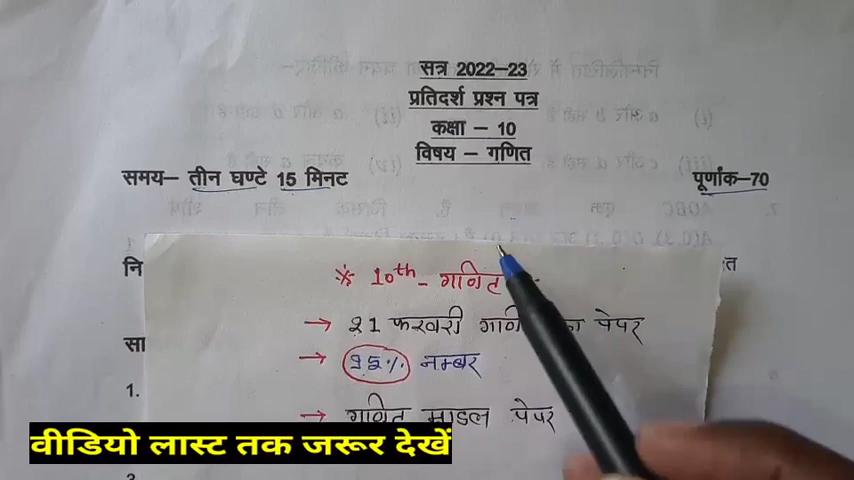 सत्र 2022-23
प्रतिदर्श प्रश्न पत्र
कक्षा – 10
विषय – गणित
समय– तीन घण्टे 15 मिनट पूर्णांक-70
नि
* 10th - गणित
→ 21 फरवरी का पेपर
सा
→ 95% नम्बर
1.
→ गणित माडल पेपर
वीडियो लास्ट तक जरूर देखें